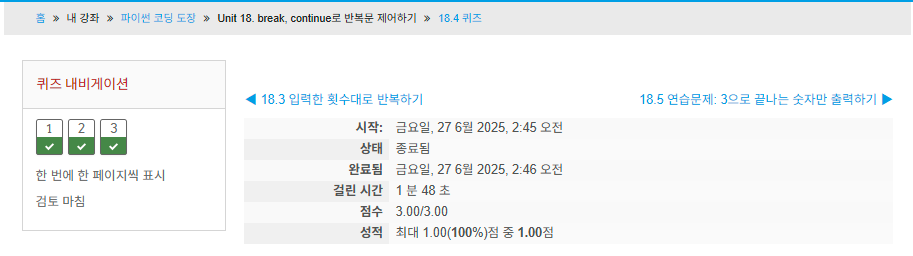 홈 » 내 강좌 » 파이썬 코딩 도장 » Unit 18. break, continue로 반복문 제어하기 » 18.4 퀴즈
퀴즈 내비게이션
1 2 3
한 번에 한 페이지씩 표시
검토 마침
◀ 18.3 입력한 횟수대로 반복하기
18.5 연습문제: 3으로 끝나는 숫자만 출력하기 ▶
시작: 금요일, 27 6월 2025, 2:45 오전
상태 종료됨
완료됨 금요일, 27 6월 2025, 2:46 오전
걸린 시간 1 분 48 초
점수 3.00/3.00
성적 최대 1.00(100%)점 중 1.00점